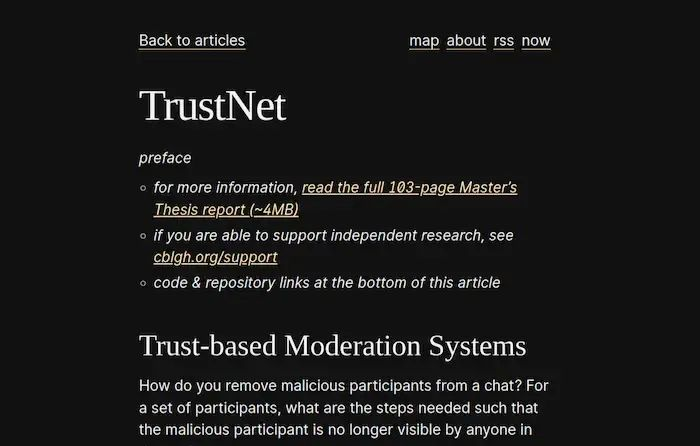 Back to articles map about rss now
TrustNet
preface
for more information, read the full 103-page Master's
Thesis report (~4MB)
if you are able to support independent research, see
cblgh.org/support
code & repository links at the bottom of this article
Trust-based Moderation Systems
How do you remove malicious participants from a chat? For
a set of participants, what are the steps needed such that
the malicious participant is no longer visible by anyone in